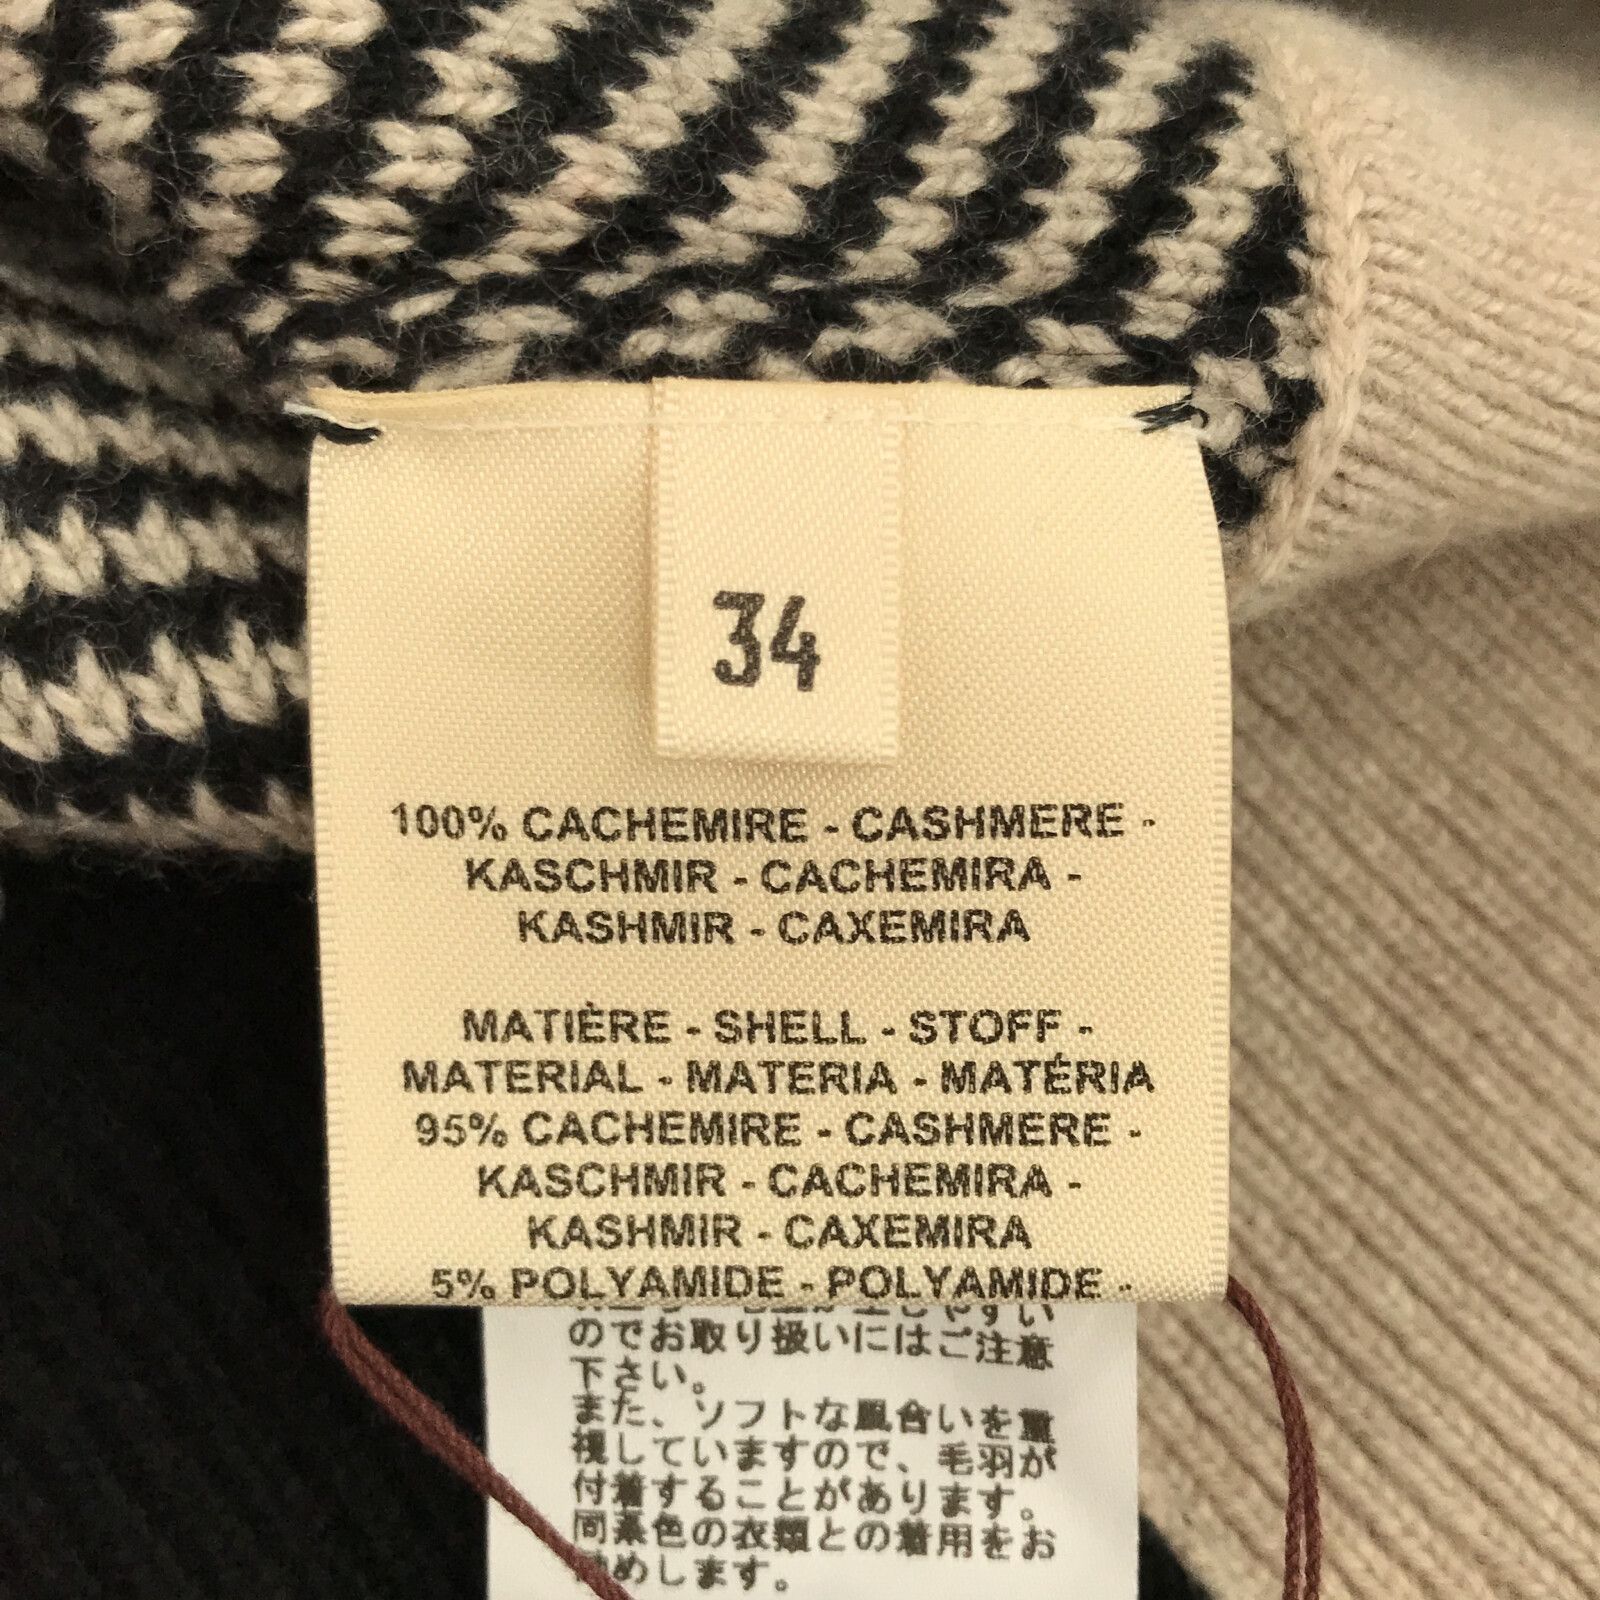 34
100% CACHEMIRE - CASHMERE -
KASCHMIR - CACHEMIRA -
KASHMIR - CAXEMIRA
MATIÈRE - SHELL - STOFF -
MATERIAL - MATERIA - MATÉRIA
95% CACHEMIRE - CASHMERE -
KASCHMIR - CACHEMIRA -
KASHMIR - CAXEMIRA
5% POLYAMIDE - POLYAMIDE -
のでお取り扱いにはご注意
下さい。
また、ソフトな風合いを重
視していますので、毛羽が
付着することがあります。
同系色の衣類との着用をお
めします。